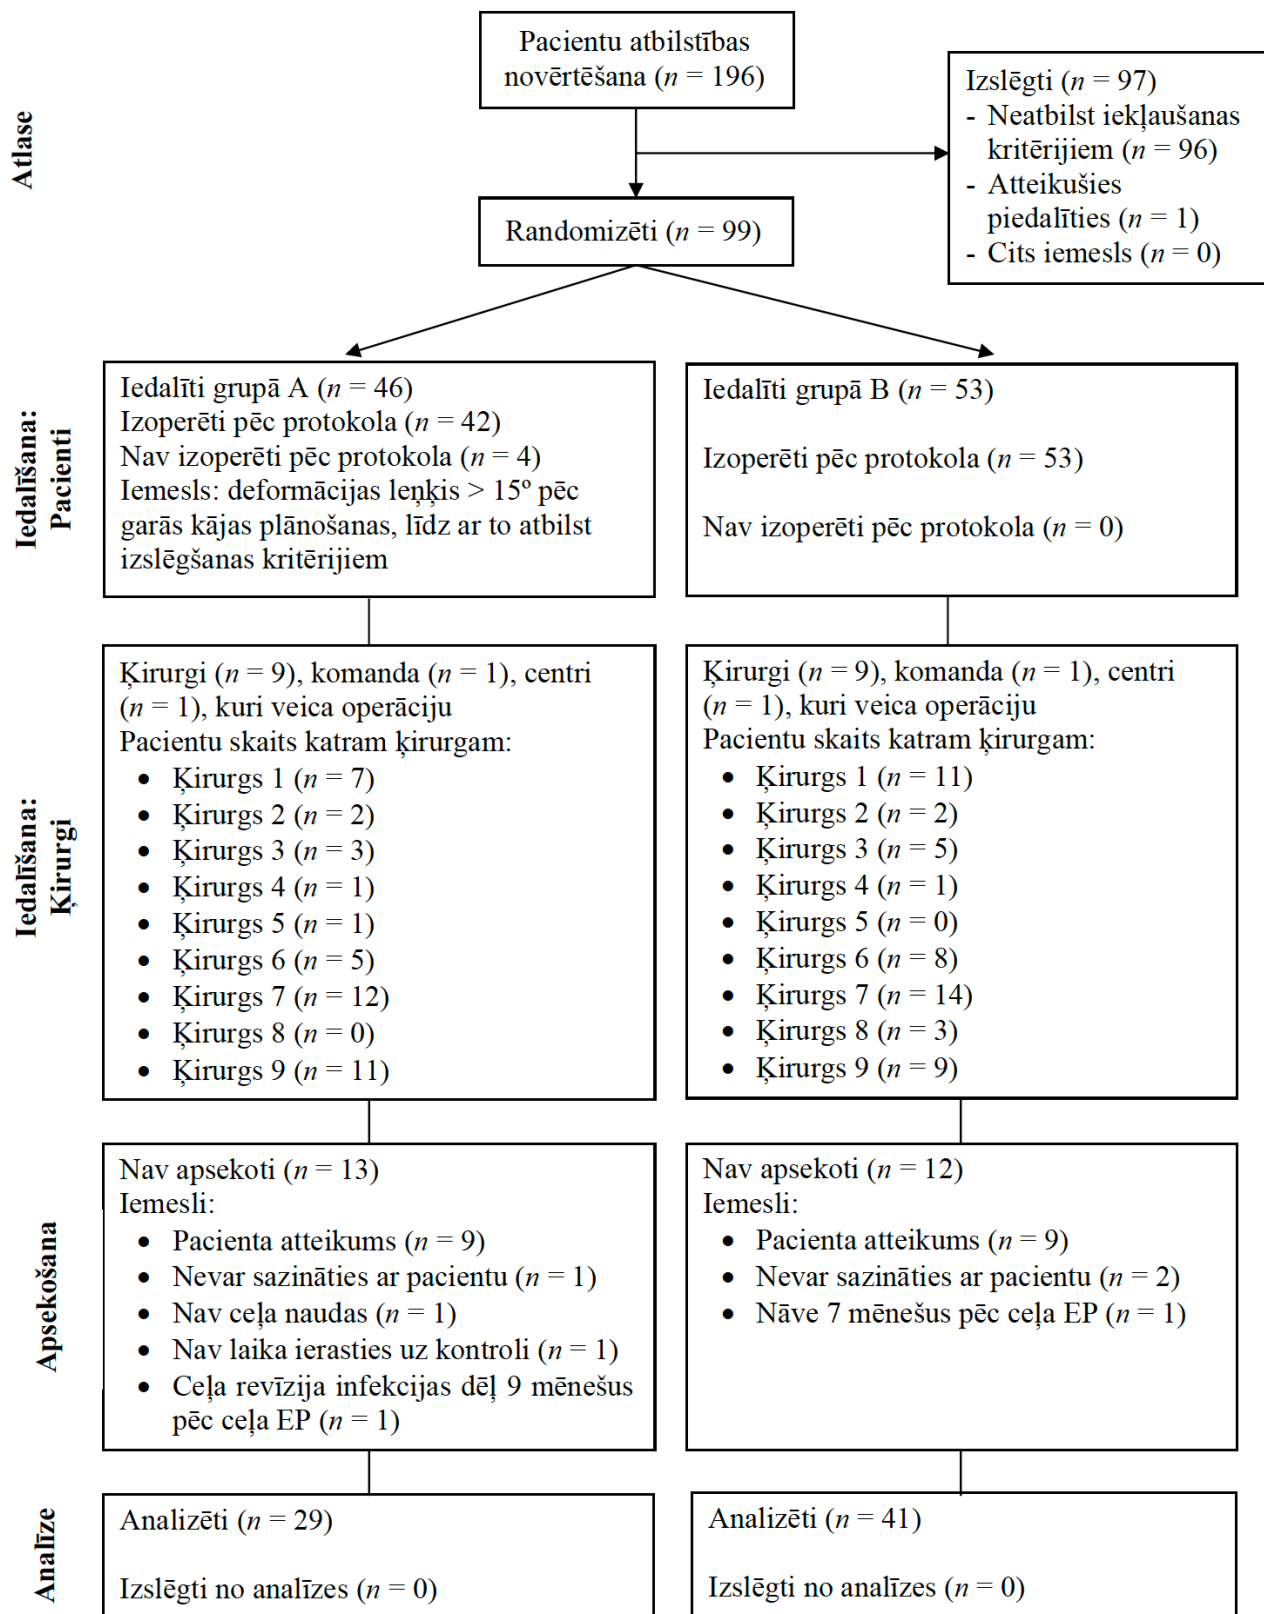 Pacientu atbilstības
novērtēšana (n = 196)
Izslēgti (n = 97)
- Neatbilst iekļaušanas
kritērijiem (n = 96)
- Atteikušies
piedalīties (n = 1)
- Cits iemesls (n = 0)
Atlase
Randomizēti (n = 99)
Iedalīšana:
Pacienti
Iedalīti grupā A (n = 46)
Izoperēti pēc protokola (n = 42)
Nav izoperēti pēc protokola (n = 4)
Iemesls: deformācijas leņķis > 15º pēc
garās kājas plānošanas, līdz ar to atbilst
izslēgšanas kritērijiem
Iedalīti grupā B (n = 53)
Izoperēti pēc protokola (n = 53)
Nav izoperēti pēc protokola (n = 0)
Iedalīšana:
Ķirurgi
Ķirurgi (n = 9), komanda (n = 1), centri
(n = 1), kuri veica operāciju
Pacientu skaits katram ķirurgam:
• Ķirurgs 1 (n = 7)
• Ķirurgs 2 (n = 2)
• Ķirurgs 3 (n = 3)
• Ķirurgs 4 (n = 1)
• Ķirurgs 5 (n = 1)
• Ķirurgs 6 (n = 5)
• Ķirurgs 7 (n = 12)
• Ķirurgs 8 (n = 0)
• Ķirurgs 9 (n = 11)
Ķirurgi (n = 9), komanda (n = 1), centri
(n = 1), kuri veica operāciju
Pacientu skaits katram ķirurgam:
• Ķirurgs 1 (n = 11)
• Ķirurgs 2 (n = 2)
• Ķirurgs 3 (n = 5)
• Ķirurgs 4 (n = 1)
• Ķirurgs 5 (n = 0)
• Ķirurgs 6 (n = 8)
• Ķirurgs 7 (n = 14)
• Ķirurgs 8 (n = 3)
• Ķirurgs 9 (n = 9)
Apsekošana
Nav apsekoti (n = 13)
Iemesli:
• Pacienta atteikums (n = 9)
• Nevar sazināties ar pacientu (n = 1)
• Nav ceļa naudas (n = 1)
• Nav laika ierasties uz kontroli (n = 1)
• Ceļa revīzija infekcijas dēļ 9 mēnešus
pēc ceļa EP (n = 1)
Nav apsekoti (n = 12)
Iemesli:
• Pacienta atteikums (n = 9)
• Nevar sazināties ar pacientu (n = 2)
• Nāve 7 mēnešus pēc ceļa EP (n = 1)
Analīze
Analizēti (n = 29)
Izslēgti no analīzes (n = 0)
Analizēti (n = 41)
Izslēgti no analīzes (n = 0)